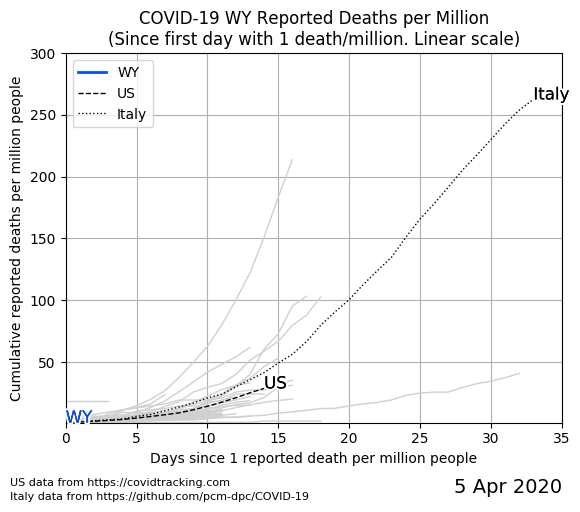 COVID-19 WY Reported Deaths per Million
(Since first day with 1 death/million. Linear scale)
Cumulative reported deaths per million people
300
250
200
150
100
50
WY
US
Italy
Italy
US
WY
0 5 10 15 20 25 30 35
Days since 1 reported death per million people
US data from https://covidtracking.com
Italy data from https://github.com/pcm-dpc/COVID-19
5 Apr 2020